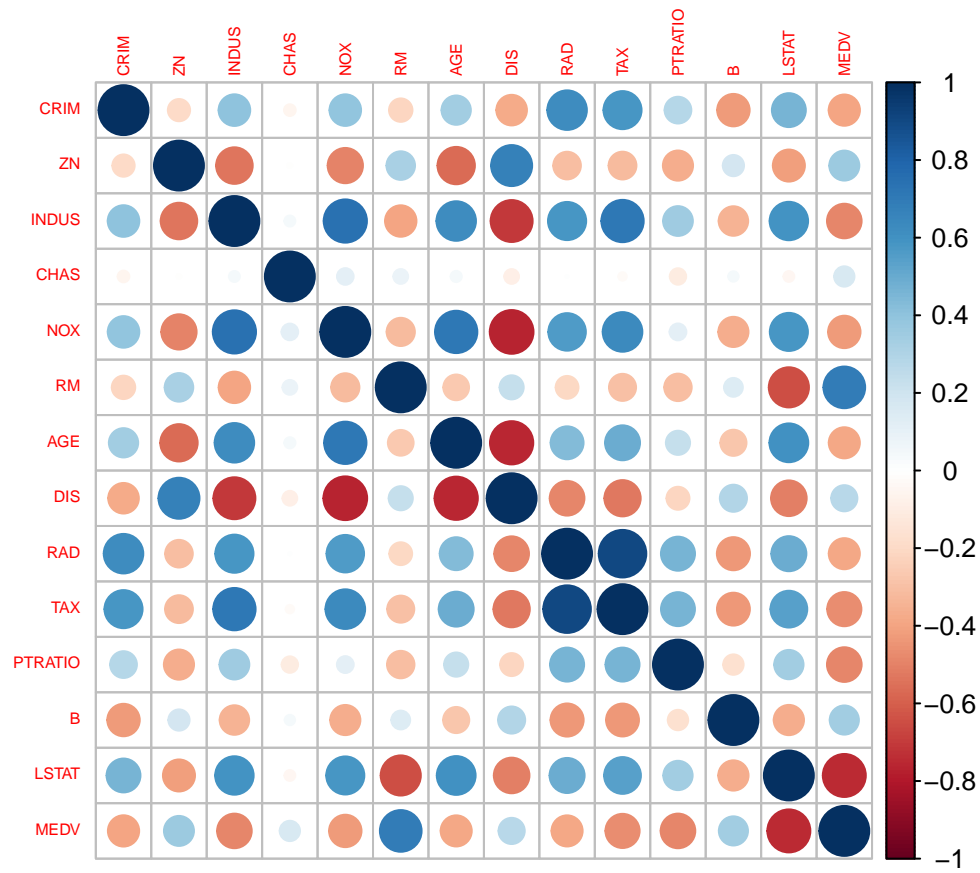 CRIM
ZN
INDUS
CHAS
NOX
RM
AGE
DIS
RAD
TAX
PTRATIO
B
LSTAT
MEDV
CRIM
ZN
INDUS
CHAS
NOX
RM
AGE
DIS
RAD
TAX
PTRATIO
B
LSTAT
MEDV
1
0.8
0.6
0.4
0.2
0
−0.2
−0.4
−0.6
−0.8
−1